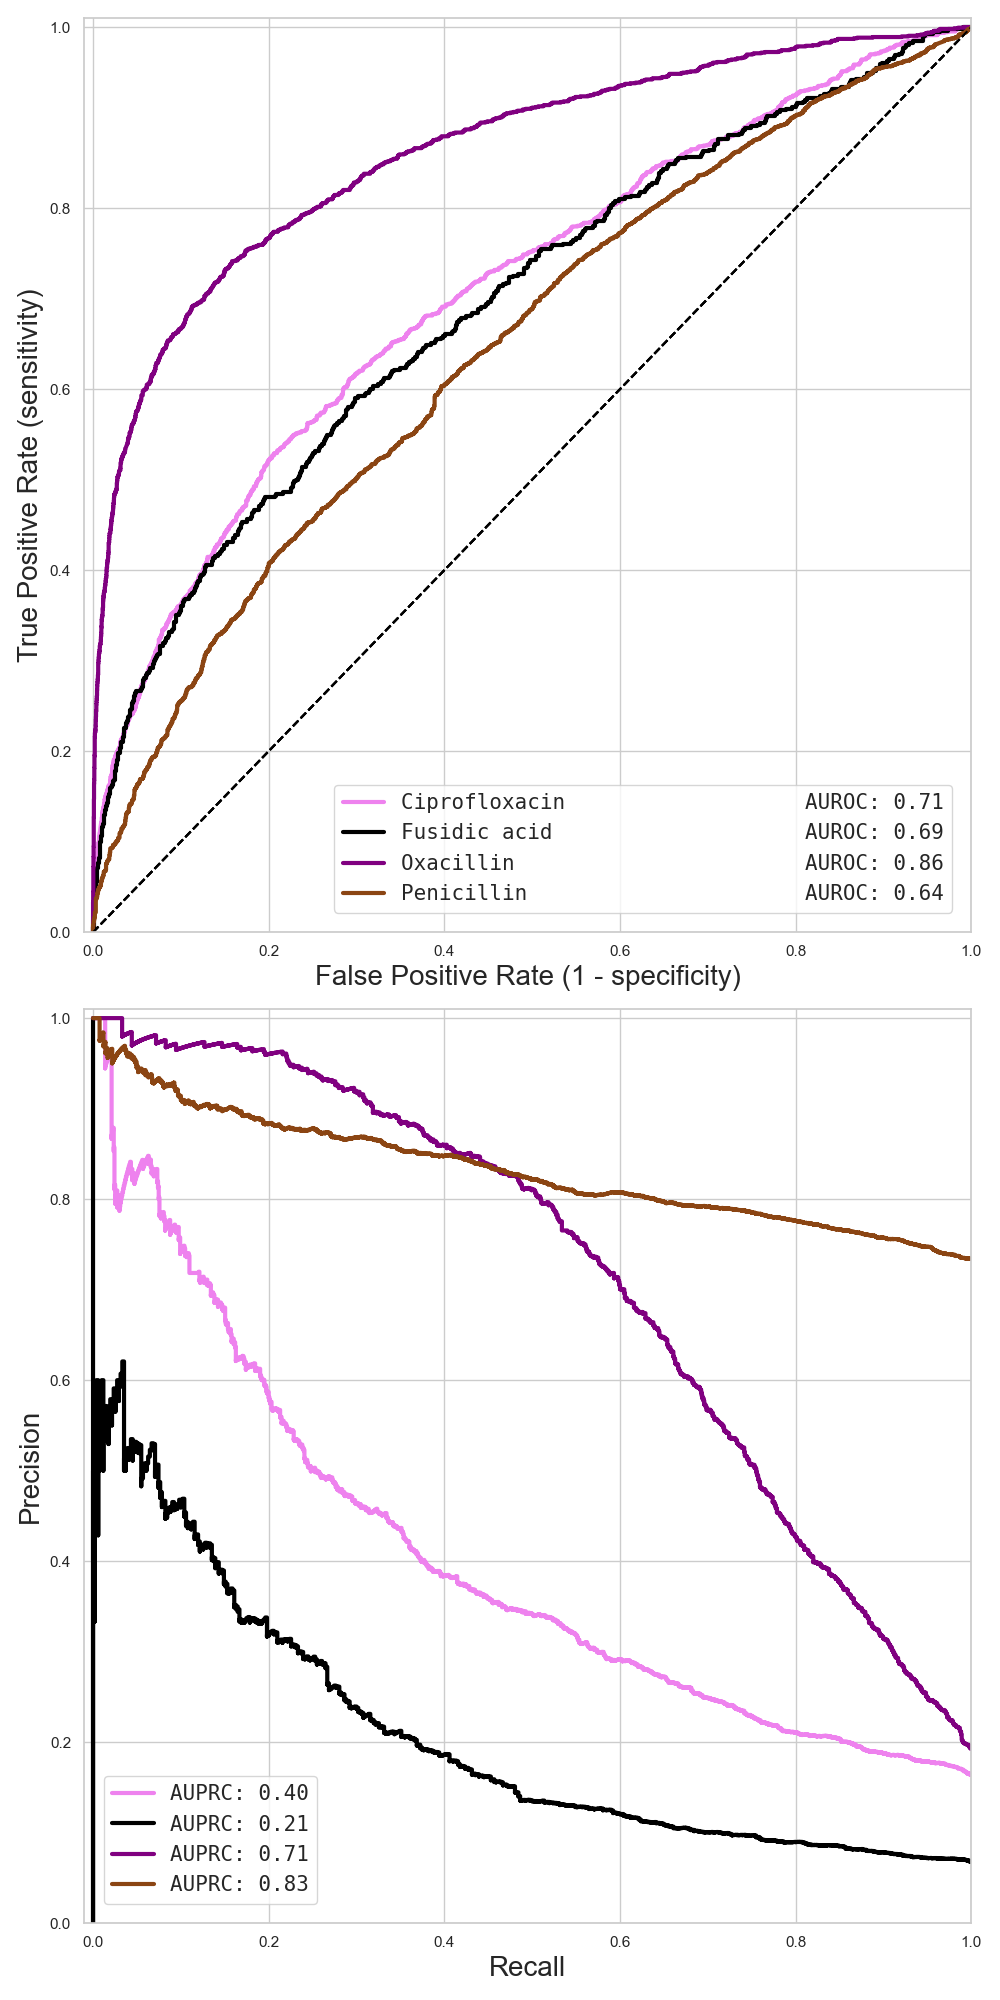 1.0
0.8
0.6
0.4
0.2
0.0
True Positive Rate (sensitivity)
Ciprofloxacin AUROC: 0.71
Fusidic acid AUROC: 0.69
Oxacillin AUROC: 0.86
Penicillin AUROC: 0.64
0.0 0.2 0.4 0.6 0.8 1.0
False Positive Rate (1 - specificity)
1.0
0.8
0.6
0.4
0.2
0.0
Precision
AUPRC: 0.40
AUPRC: 0.21
AUPRC: 0.71
AUPRC: 0.83
0.0 0.2 0.4 0.6 0.8 1.0
Recall